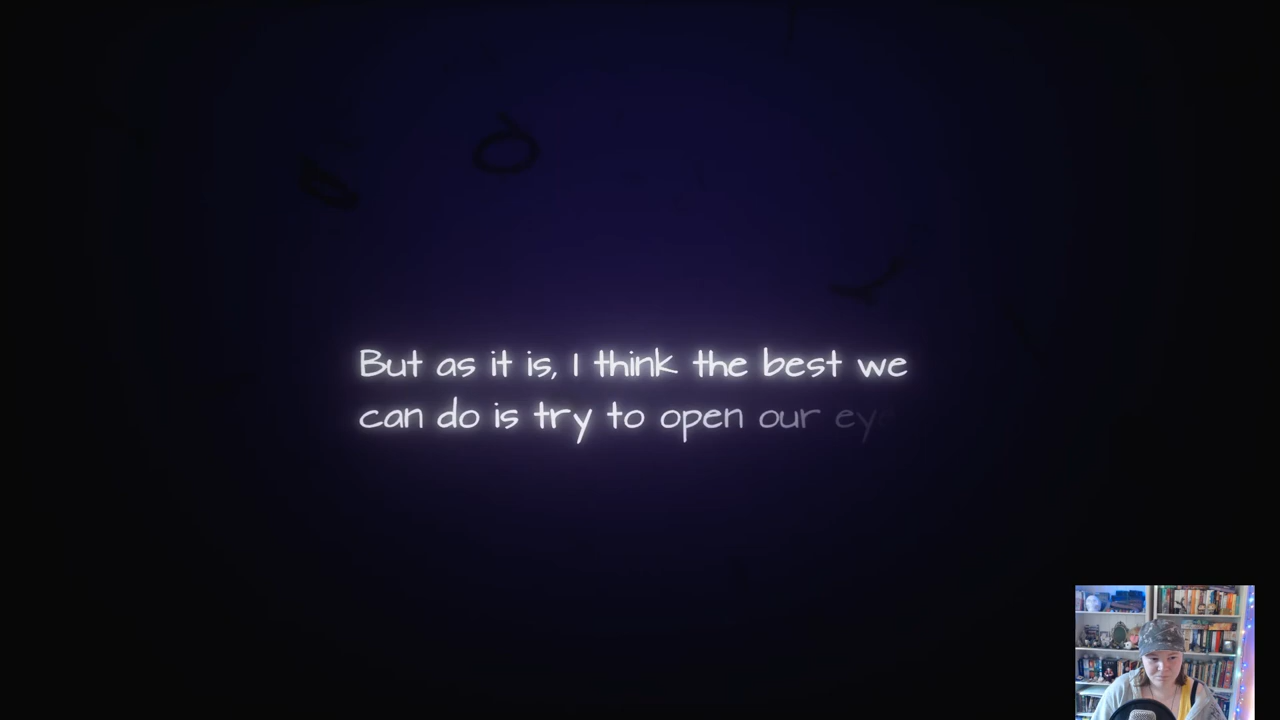 But as it is, I think the best we
can do is try to open our